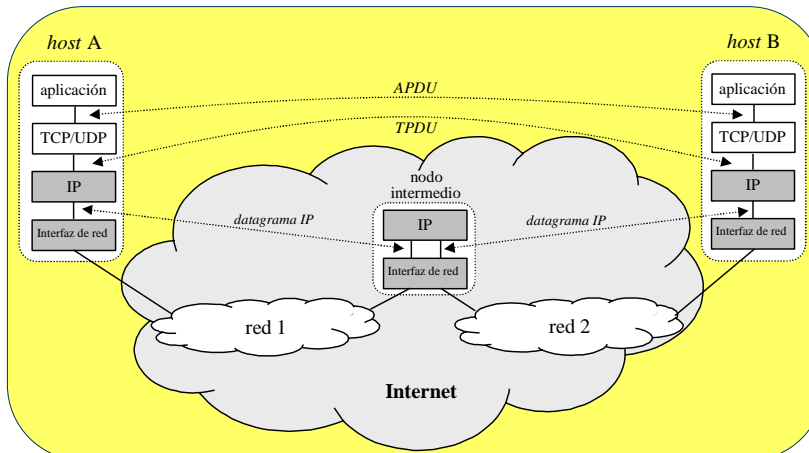 host A
host B
aplicación
APDU
aplicación
TCP/UDP
TPDU
TCP/UDP
IP
nodo
intermedio
IP
datagrama IP
IP
datagrama IP
Interfaz de red
Interfaz de red
Interfaz de red
red 1
red 2
Internet